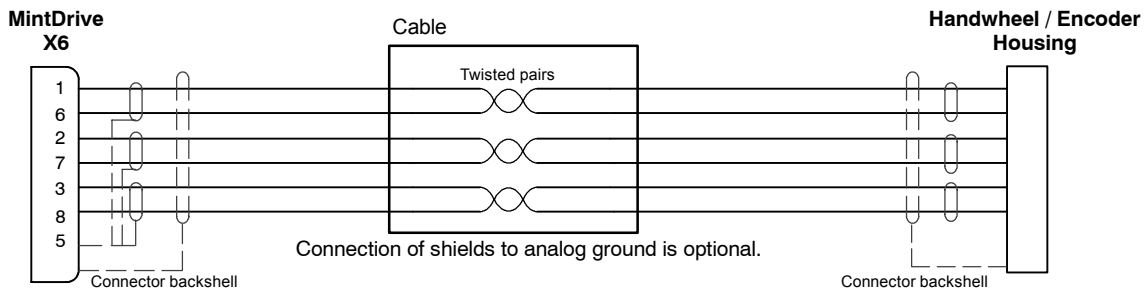 MintDrive
X6
Cable
Handwheel / Encoder
Housing
Twisted pairs
1
6
2
7
3
8
5
Connection of shields to analog ground is optional.
Connector backshell
Connector backshell